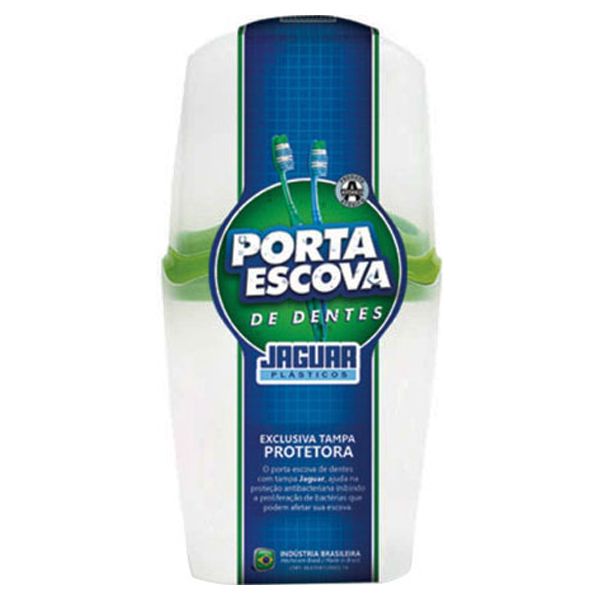 PORTA
ESCOVA
DE DENTES
JAGUAR
PLÁSTICOS
EXCLUSIVA TAMPA
PROTETORA
O porta escova de dentes
com tampa Jaguar, ajuda na
proteção antibacteriana inibindo
a proliferação de bactérias que
podem afetar sua escova.
INDÚSTRIA BRASILEIRA